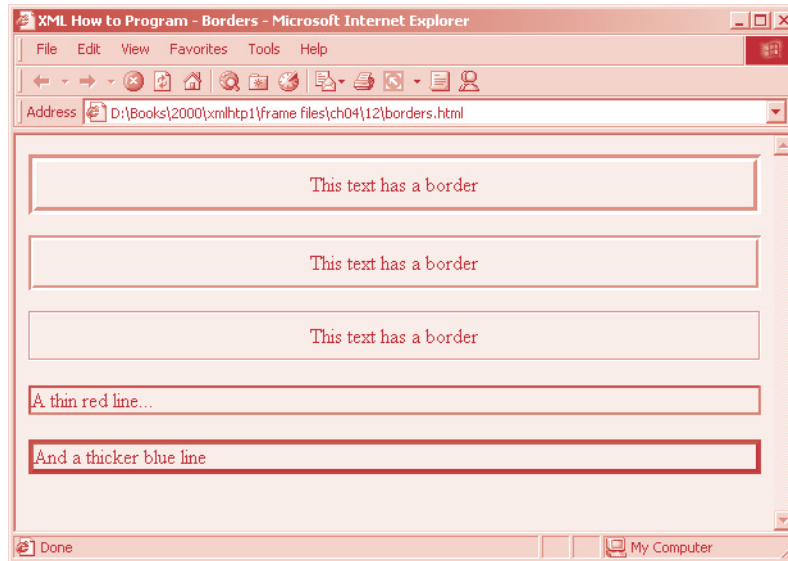 XML How to Program - Borders - Microsoft Internet Explorer
File Edit View Favorites Tools Help
Address D:\Books\2000\xmlhtp1\frame files\ch04\12\borders.html
This text has a border
This text has a border
This text has a border
A thin red line...
And a thicker blue line
Done My Computer